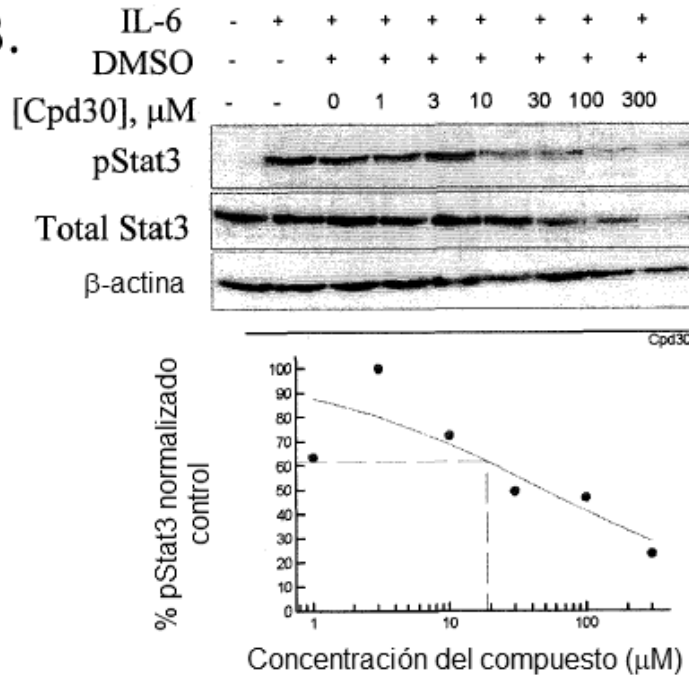 B.
IL-6 - + + + + + + + +
DMSO - - + + + + + + +
[Cpd30], μM - - 0 1 3 10 30 100 300
pStat3
Total Stat3
β-actina
Cpd30
% pStat3 normalizado
control
100
90
80
70
60
50
40
30
20
10
0
1 10 100
Concentración del compuesto (μM)